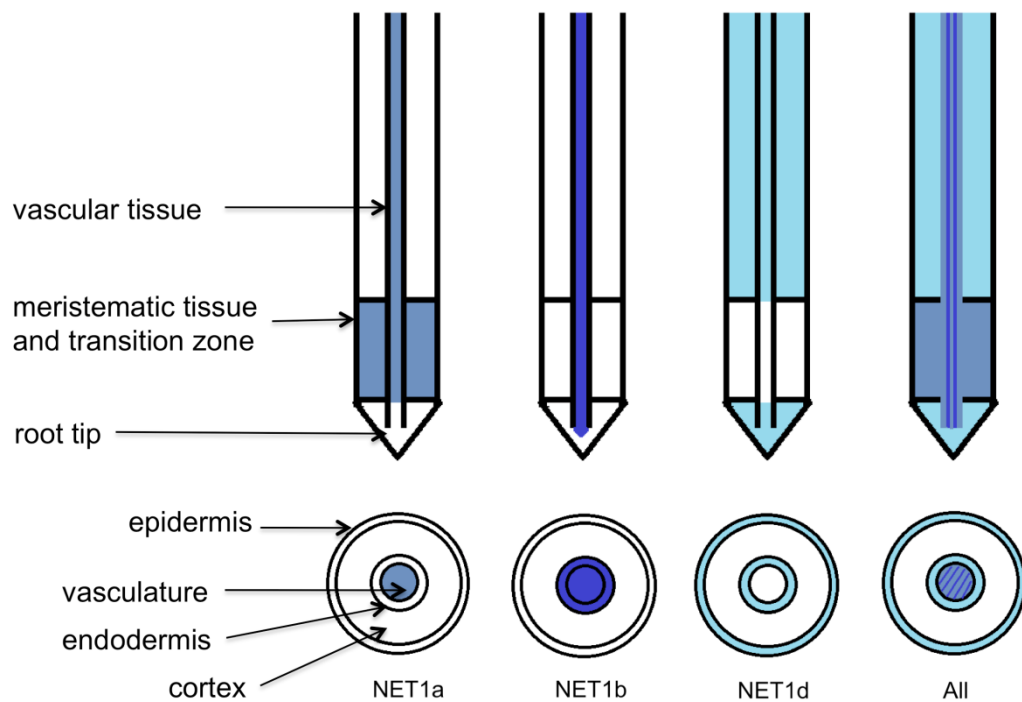 vascular tissue
meristematic tissue
and transition zone
root tip
epidermis
vasculature
endodermis
cortex
NET1a
NET1b
NET1d
All